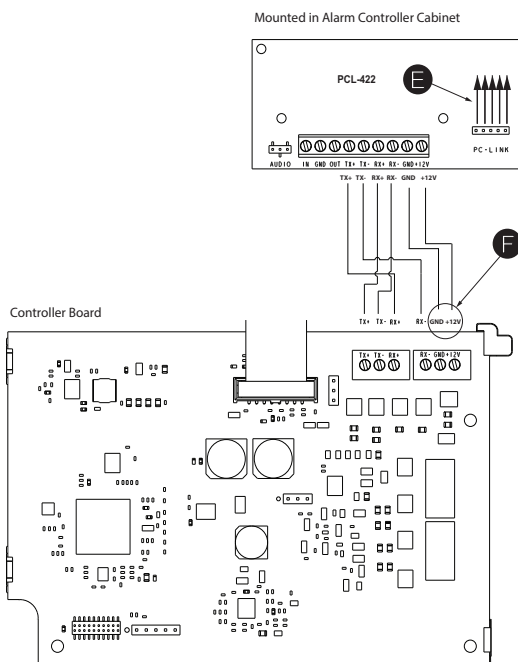 Mounted in Alarm Controller Cabinet
PCL-422
E
PC-LINK
AUDIO IN GND OUT TX+ TX- RX+ RX- GND +12V
TX+ TX- RX+ RX- GND +12V
F
Controller Board
TX+ TX- RX+ RX- GND +12V
TX+ TX- RX+ RX- GND +12V